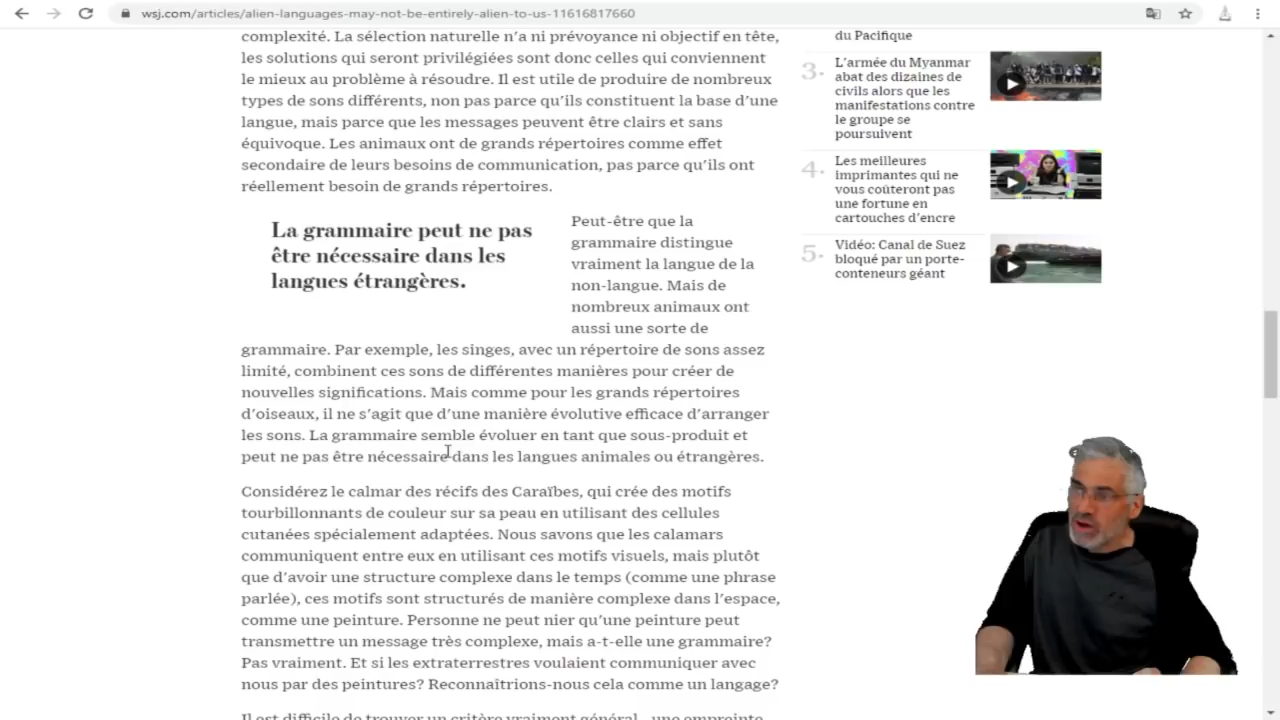 wsj.com/articles/alien-languages-may-not-be-entirely-alien-to-us-11616817660
complexité. La sélection naturelle n'a ni prévoyance ni objectif en tête,
les solutions qui seront privilégiées sont donc celles qui conviennent
le mieux au problème à résoudre. Il est utile de produire de nombreux
types de sons différents, non pas parce qu'ils constituent la base d'une
langue, mais parce que les messages peuvent être clairs et sans
équivoque. Les animaux ont de grands répertoires comme effet
secondaire de leurs besoins de communication, pas parce qu'ils ont
réellement besoin de grands répertoires.
La grammaire peut ne pas
être nécessaire dans les
langues étrangères.
Peut-être que la
grammaire distingue
vraiment la langue de la
non-langue. Mais de
nombreux animaux ont
aussi une sorte de
grammaire. Par exemple, les singes, avec un répertoire de sons assez
limité, combinent ces sons de différentes manières pour créer de
nouvelles significations. Mais comme pour les grands répertoires
d'oiseaux, il ne s'agit que d'une manière évolutive efficace d'arranger
les sons. La grammaire semble évoluer en tant que sous-produit et
peut ne pas être nécessaire dans les langues animales ou étrangères.
Considérez le calmar des récifs des Caraïbes, qui crée des motifs
tourbillonnants de couleur sur sa peau en utilisant des cellules
cutanées spécialement adaptées. Nous savons que les calamars
communiquent entre eux en utilisant ces motifs visuels, mais plutôt
que d'avoir une structure complexe dans le temps (comme une phrase
parlée), ces motifs sont structurés de manière complexe dans l'espace,
comme une peinture. Personne ne peut nier qu'une peinture peut
transmettre un message très complexe, mais a-t-elle une grammaire?
Pas vraiment. Et si les extraterrestres voulaient communiquer avec
nous par des peintures? Reconnaîtrions-nous cela comme un langage?
Il est difficile de trouver un critère vraiment général - une empreinte
du Pacifique
3.
L'armée du Myanmar
abat des dizaines de
civils alors que les
manifestations contre
le groupe se
poursuivent
4.
Les meilleures
imprimantes qui ne
vous coûteront pas
une fortune en
cartouches d'encre
5.
Vidéo: Canal de Suez
bloqué par un porte-
conteneurs géant